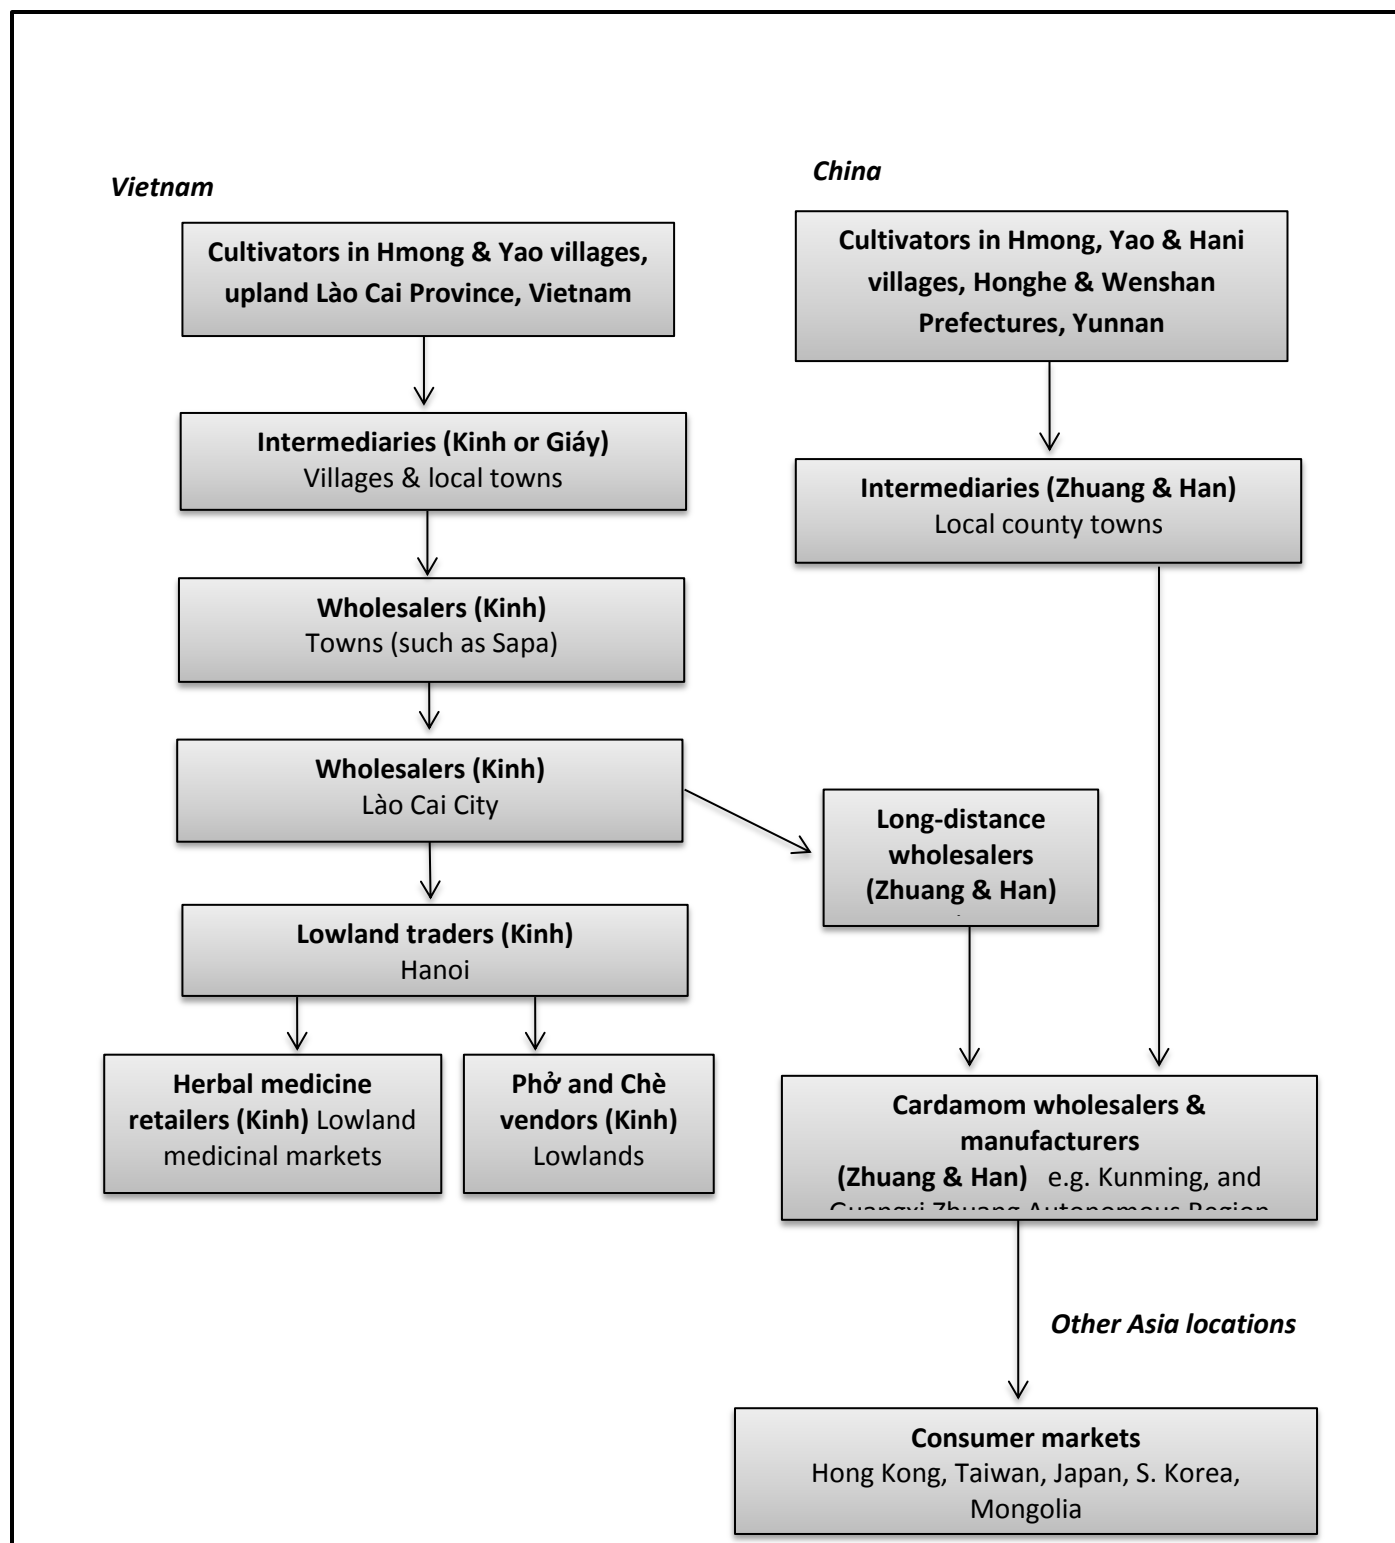 Vietnam
Cultivators in Hmong & Yao villages,
upland Lào Cai Province, Vietnam
Intermediaries (Kinh or Giáy)
Villages & local towns
Wholesalers (Kinh)
Towns (such as Sapa)
Wholesalers (Kinh)
Lào Cai City
Lowland traders (Kinh)
Hanoi
Herbal medicine
retailers (Kinh) Lowland
medicinal markets
Phở and Chè
vendors (Kinh)
Lowlands
China
Cultivators in Hmong, Yao & Hani
villages, Honghe & Wenshan
Prefectures, Yunnan
Intermediaries (Zhuang & Han)
Local county towns
Long-distance
wholesalers
(Zhuang & Han)
Cardamom wholesalers &
manufacturers
(Zhuang & Han) e.g. Kunming, and
Guangxi Zhuang Autonomous Region
Other Asia locations
Consumer markets
Hong Kong, Taiwan, Japan, S. Korea,
Mongolia